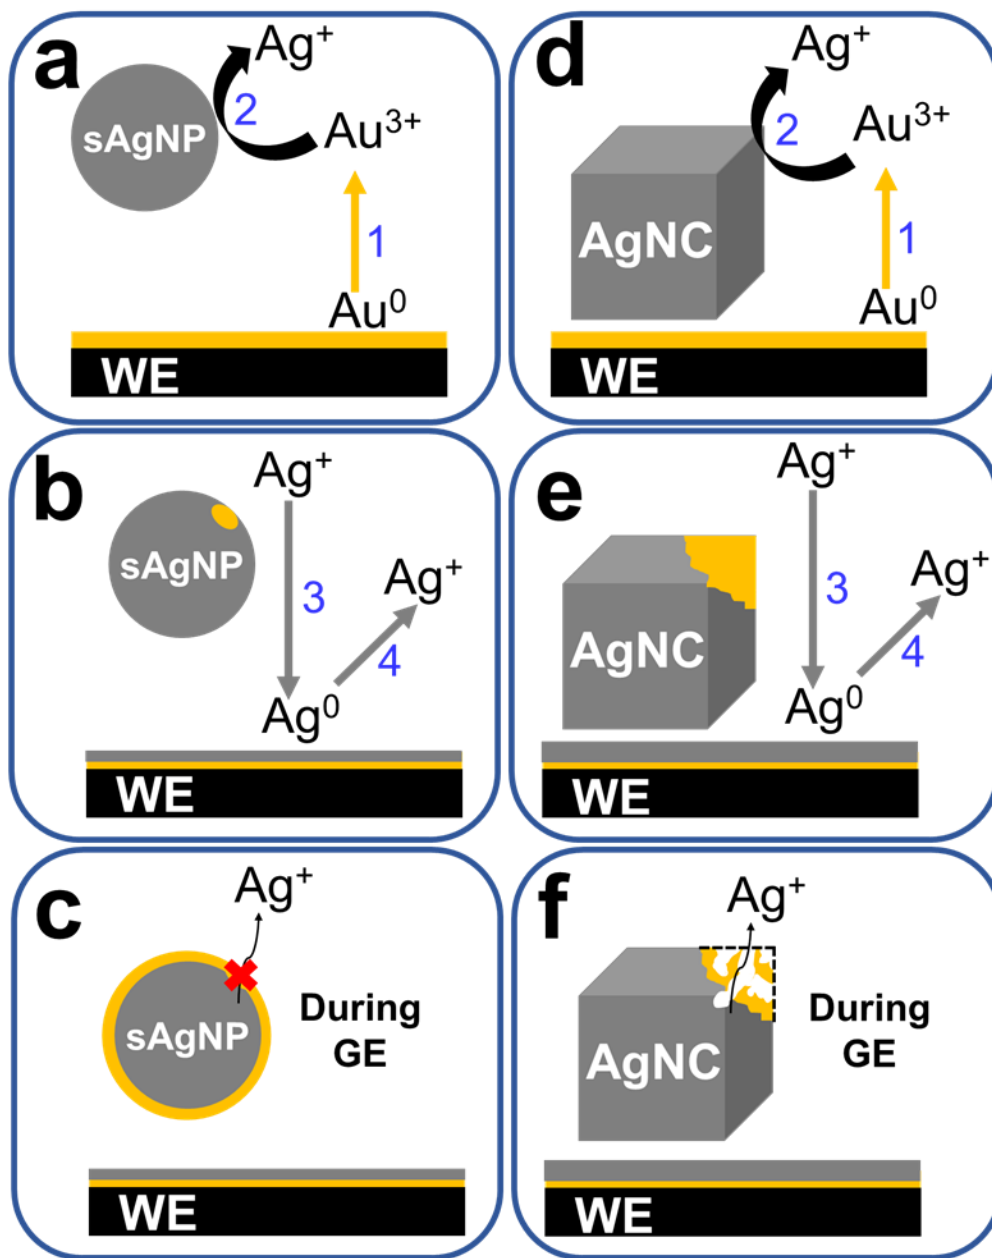 a
Ag⁺
2
sAgNP
Au³⁺
1
Au⁰
WE
d
Ag⁺
2
Au³⁺
AgNC
1
Au⁰
WE
b
Ag⁺
sAgNP
Ag⁺
3
4
Ag⁰
WE
e
Ag⁺
Ag⁺
3
AgNC
4
Ag⁰
WE
c
Ag⁺
During
GE
sAgNP
WE
f
Ag⁺
During
GE
AgNC
WE